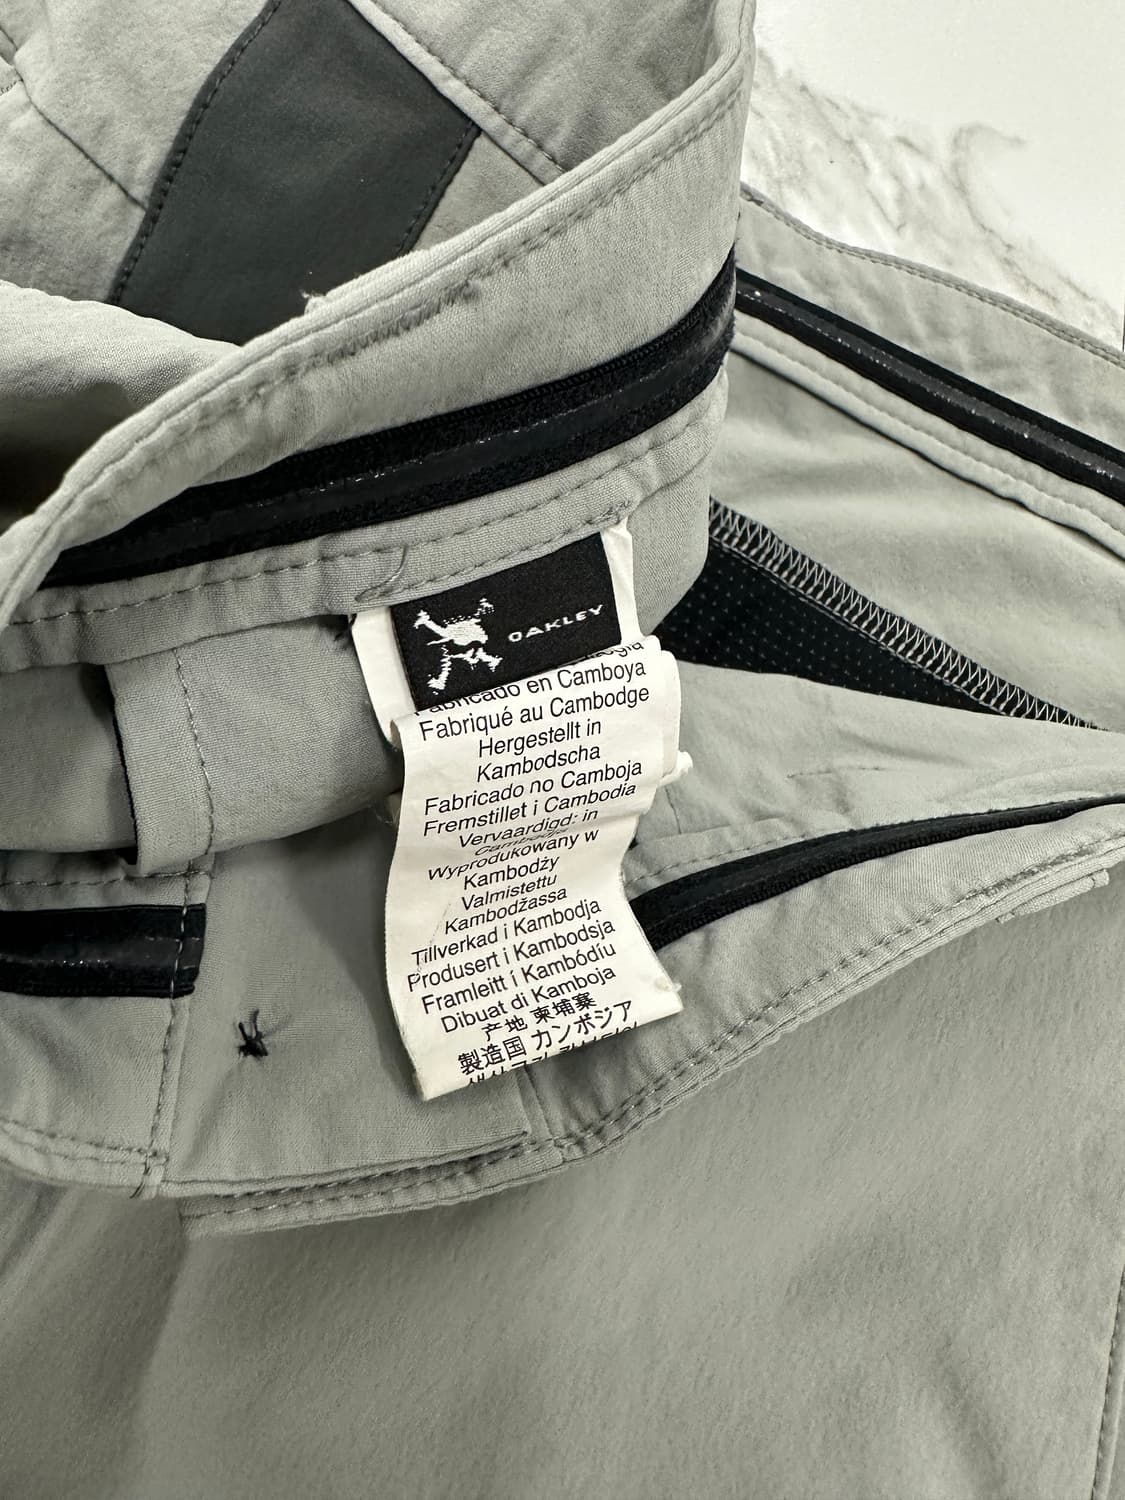 OAKLEY
Fabricado en Camboya
Fabriqué au Cambodge
Hergestellt in
Kambodscha
Fabricado no Camboja
Fremstillet i Cambodia
Vervaardigd: in
Cambodja
Wyprodukowany w
Kambodży
Valmistettu
Kambodžassa
Tillverkad i Kambodja
Produsert i Kambodsja
Framleitt í Kambódíu
Dibuat di Kamboja
产地 柬埔寨
製造国 カンボジア